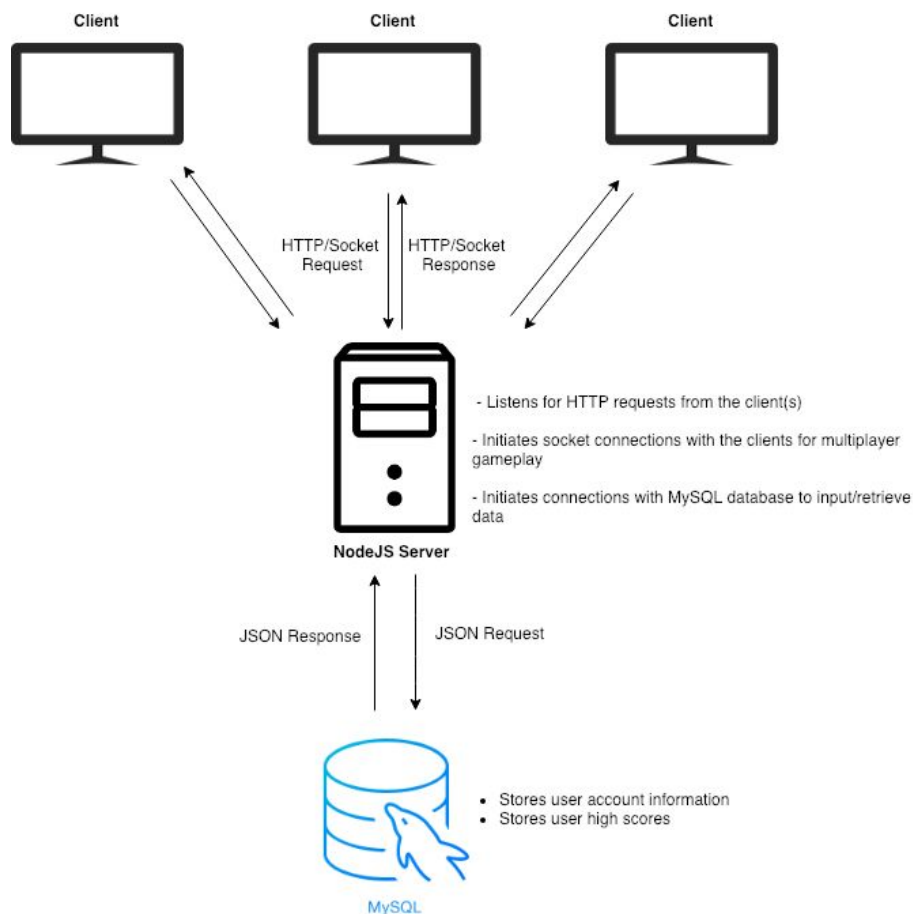 Client
Client
Client
HTTP/Socket
Request
HTTP/Socket
Response
- Listens for HTTP requests from the client(s)
- Initiates socket connections with the clients for multiplayer
gameplay
- Initiates connections with MySQL database to input/retrieve
data
NodeJS Server
JSON Response
JSON Request
• Stores user account information
• Stores user high scores
MySQL